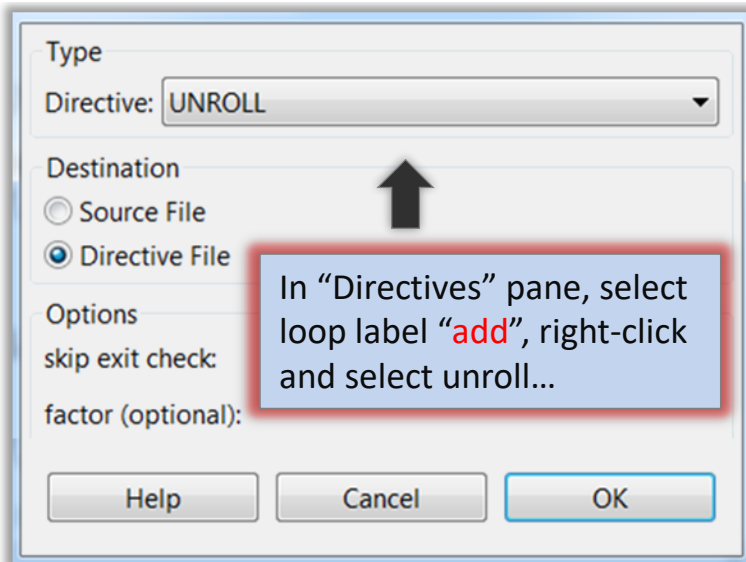 Type
Directive: UNROLL
Destination
Source File
Directive File
Options
skip exit check:
factor (optional):
In “Directives” pane, select
loop label “add”, right-click
and select unroll…
Help Cancel OK